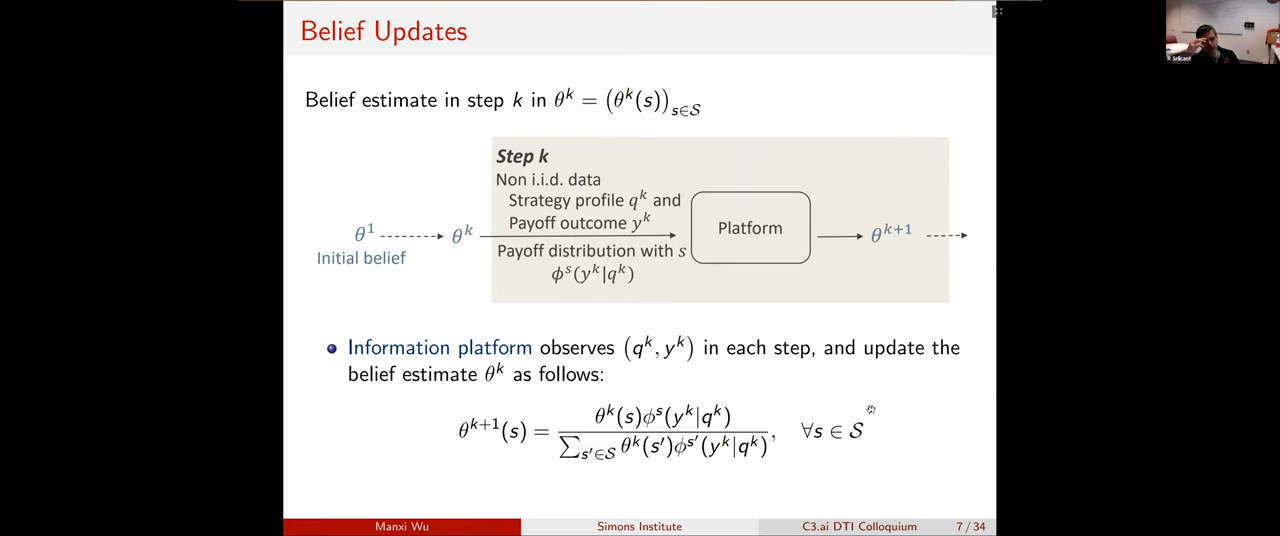 Belief Updates
R Srikant
Belief estimate in step k in θ^k = (θ^k(s))_{s∈𝒮}
Step k
Non i.i.d. data
Strategy profile q^k and
Payoff outcome y^k
θ^1
θ^k
Platform
θ^{k+1}
Initial belief
Payoff distribution with s
ϕ^s(y^k|q^k)
Information platform observes (q^k, y^k) in each step, and update the
belief estimate θ^k as follows:
θ^{k+1}(s) = θ^k(s)ϕ^s(y^k|q^k) / ∑_{s'∈𝒮} θ^k(s')ϕ^{s'}(y^k|q^k), ∀s ∈ 𝒮
Manxi Wu
Simons Institute
C3.ai DTI Colloquium
7 / 34